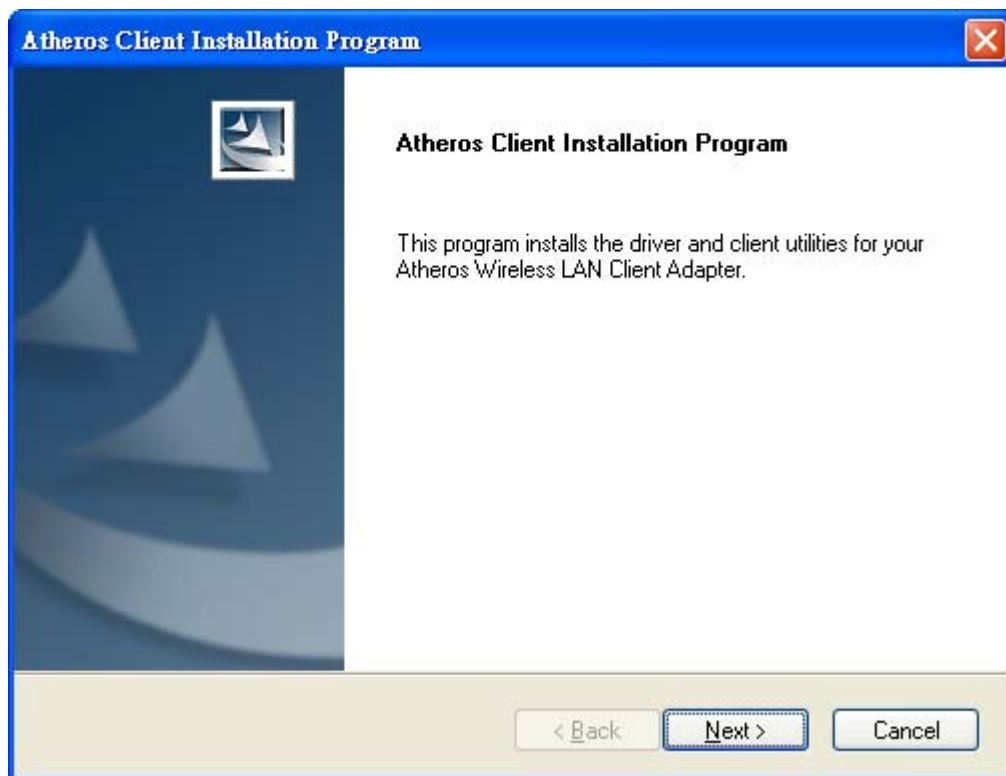 Atheros Client Installation Program
Atheros Client Installation Program
This program installs the driver and client utilities for your
Atheros Wireless LAN Client Adapter.
< Back
Next >
Cancel